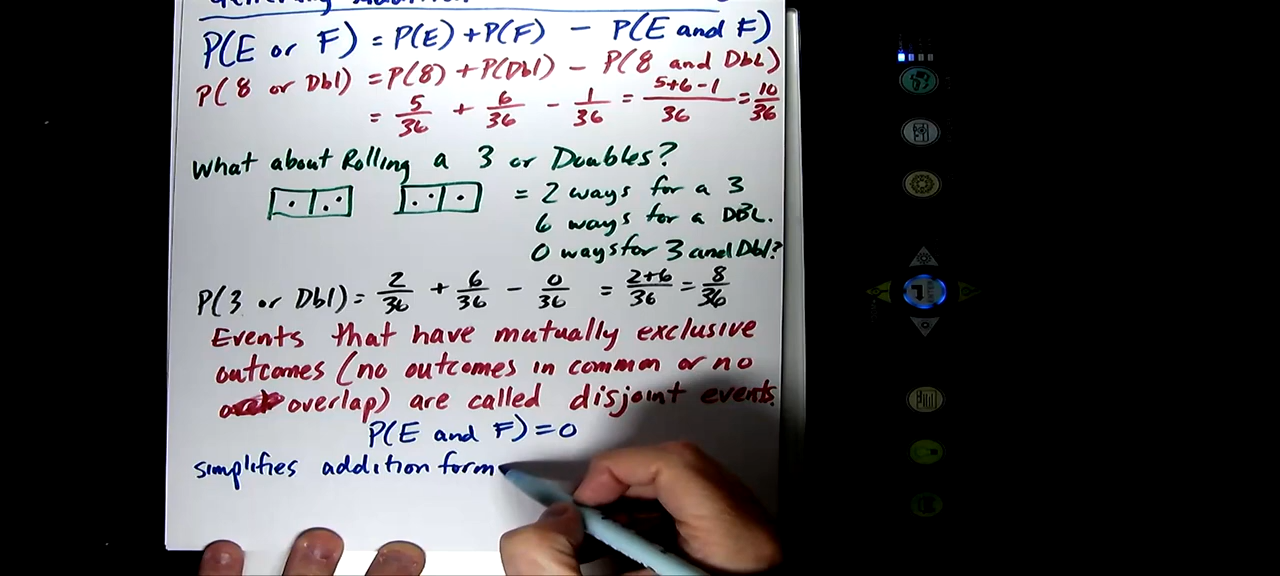 P(E or F) = P(E) + P(F) - P(E and F)
P(8 or Dbl) = P(8) + P(Dbl) - P(8 and Dbl)
= 5/36 + 6/36 - 1/36 = 5+6-1/36 = 10/36
What about Rolling a 3 or Doubles?
= 2 ways for a 3
6 ways for a DBL.
0 ways for 3 and Dbl?
P(3 or Dbl) = 2/36 + 6/36 - 0/36 = 2+6/36 = 8/36
Events that have mutually exclusive
outcomes (no outcomes in common or no
overlap) are called disjoint events.
P(E and F) = 0
simplifies addition form